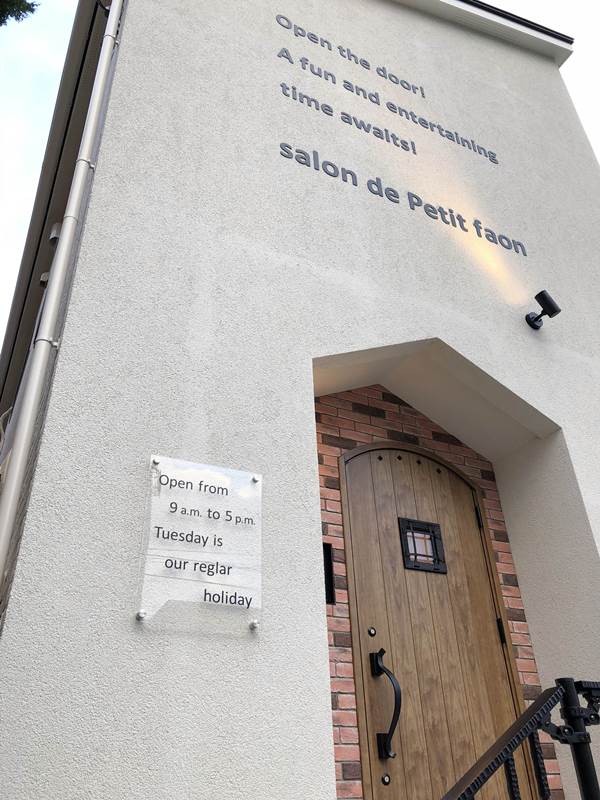 Open the door!
A fun and entertaining
time awaits!
salon de Petit faon
Open from
9 a.m. to 5 p.m.
Tuesday is
our reglar
holiday